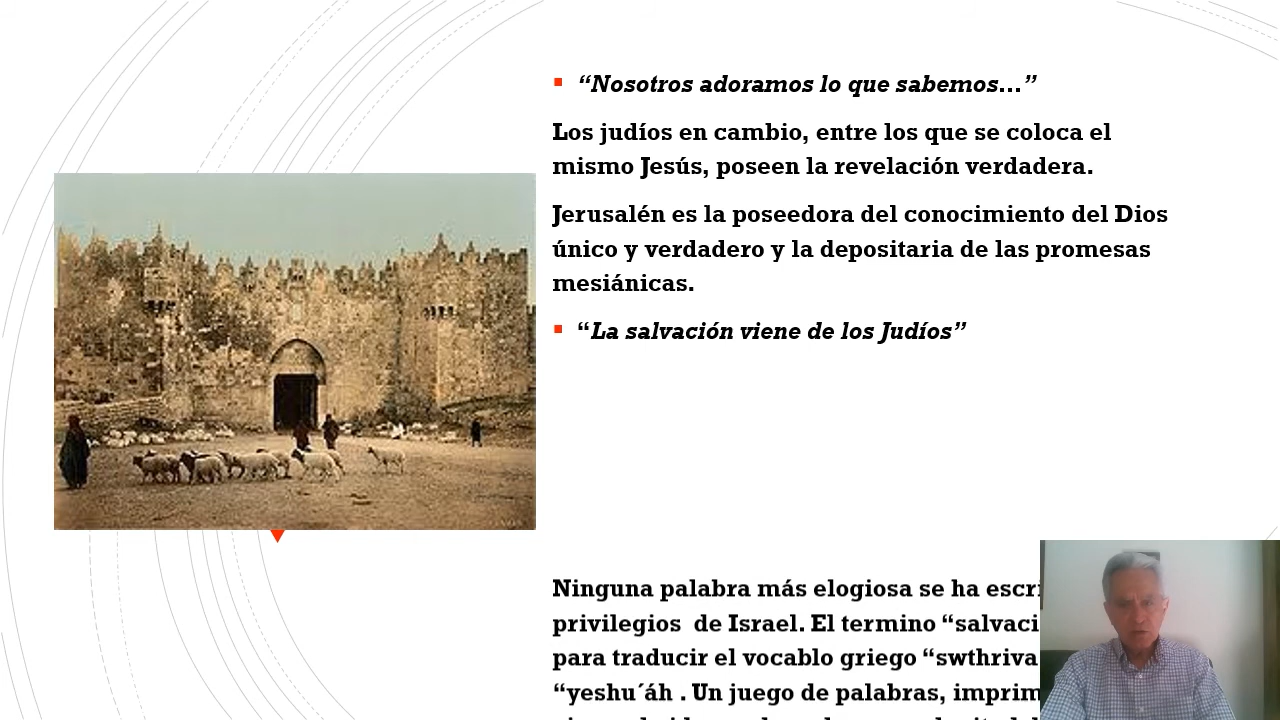 “Nosotros adoramos lo que sabemos…”
Los judíos en cambio, entre los que se coloca el
mismo Jesús, poseen la revelación verdadera.
Jerusalén es la poseedora del conocimiento del Dios
único y verdadero y la depositaria de las promesas
mesiánicas.
“La salvación viene de los Judíos”
Ninguna palabra más elogiosa se ha escri
privilegios de Israel. El termino “salvaci
para traducir el vocablo griego “swthriva
“yeshu´áh . Un juego de palabras, imprim